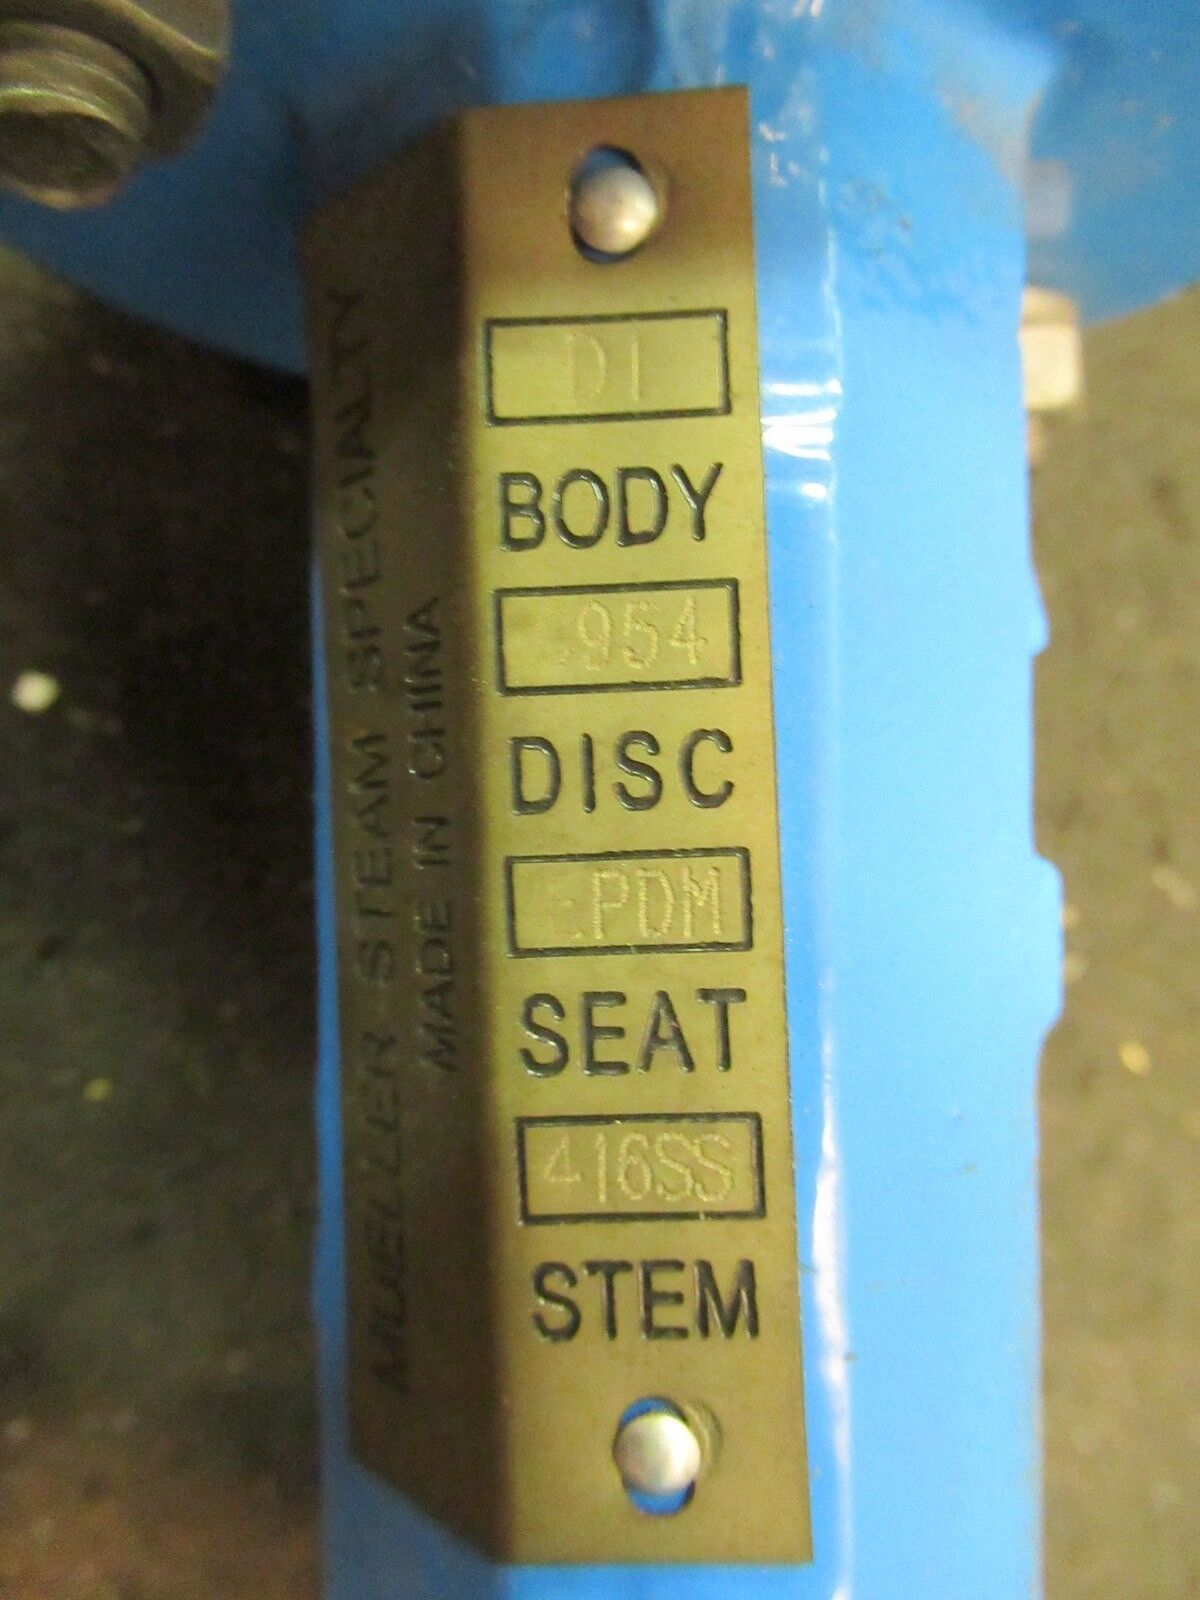 DI
BODY
954
DISC
EPDM
SEAT
416SS
STEM
MUELLER STEAM SPECIALTY
MADE IN CHINA